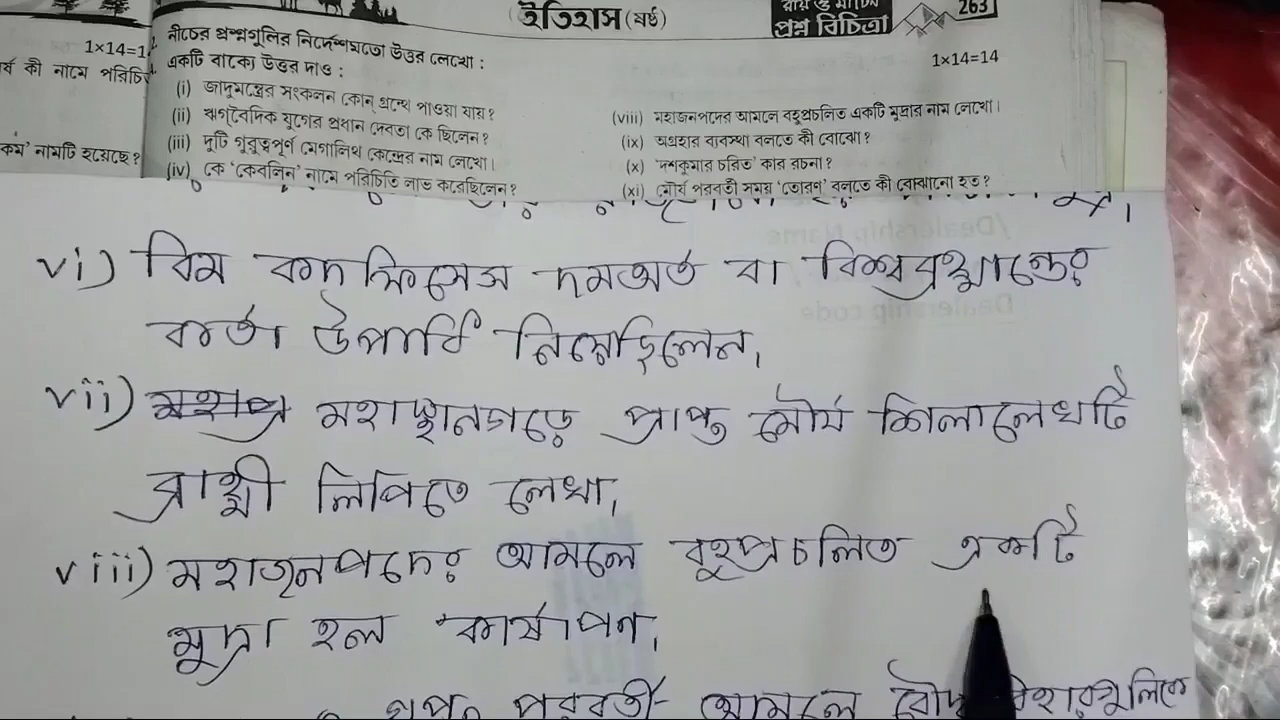 ইতিহাস (ষষ্ঠ)
রায় ও মার্টিন
প্রশ্ন বিচিত্রা
263
1×14=1
র্য কী নামে পরিচি
কম' নামটি হয়েছে?
নীচের প্রশ্নগুলির নির্দেশমতো উত্তর লেখো :
একটি বাক্যে উত্তর দাও :
1×14=14
(i) জাদুমন্ত্রের সংকলন কোন্ গ্রন্থে পাওয়া যায়?
(ii) ঋগ্‌বৈদিক যুগের প্রধান দেবতা কে ছিলেন?
(iii) দুটি গুরুত্বপূর্ণ মেগালিথ কেন্দ্রের নাম লেখো।
(iv) কে 'কেবলিন' নামে পরিচিতি লাভ করেছিলেন?
(viii) মহাজনপদের আমলে বহুপ্রচলিত একটি মুদ্রার নাম লেখো।
(ix) অগ্রহার ব্যবস্থা বলতে কী বোঝো?
(x) 'দশকুমার চরিত' কার রচনা?
(xi) মৌর্য পরবর্তী সময় 'তোরণ' বলতে কী বোঝানো হত?
vi) বিম কদফিসেস দমঅর্ত বা বিশ্বব্রহ্মান্ডের
কর্তা উপাধি নিয়েছিলেন।
vii) মহাস্থানগড়ে প্রাপ্ত মৌর্য শিলালেখটি
ব্রাহ্মী লিপিতে লেখা।
viii) মহাজনপদের আমলে বহুপ্রচলিত একটি
মুদ্রা হল কার্ষাপণ।
গুপ্ত পরবর্তী আমলে বৌদ্ধ বিহারগুলিকে